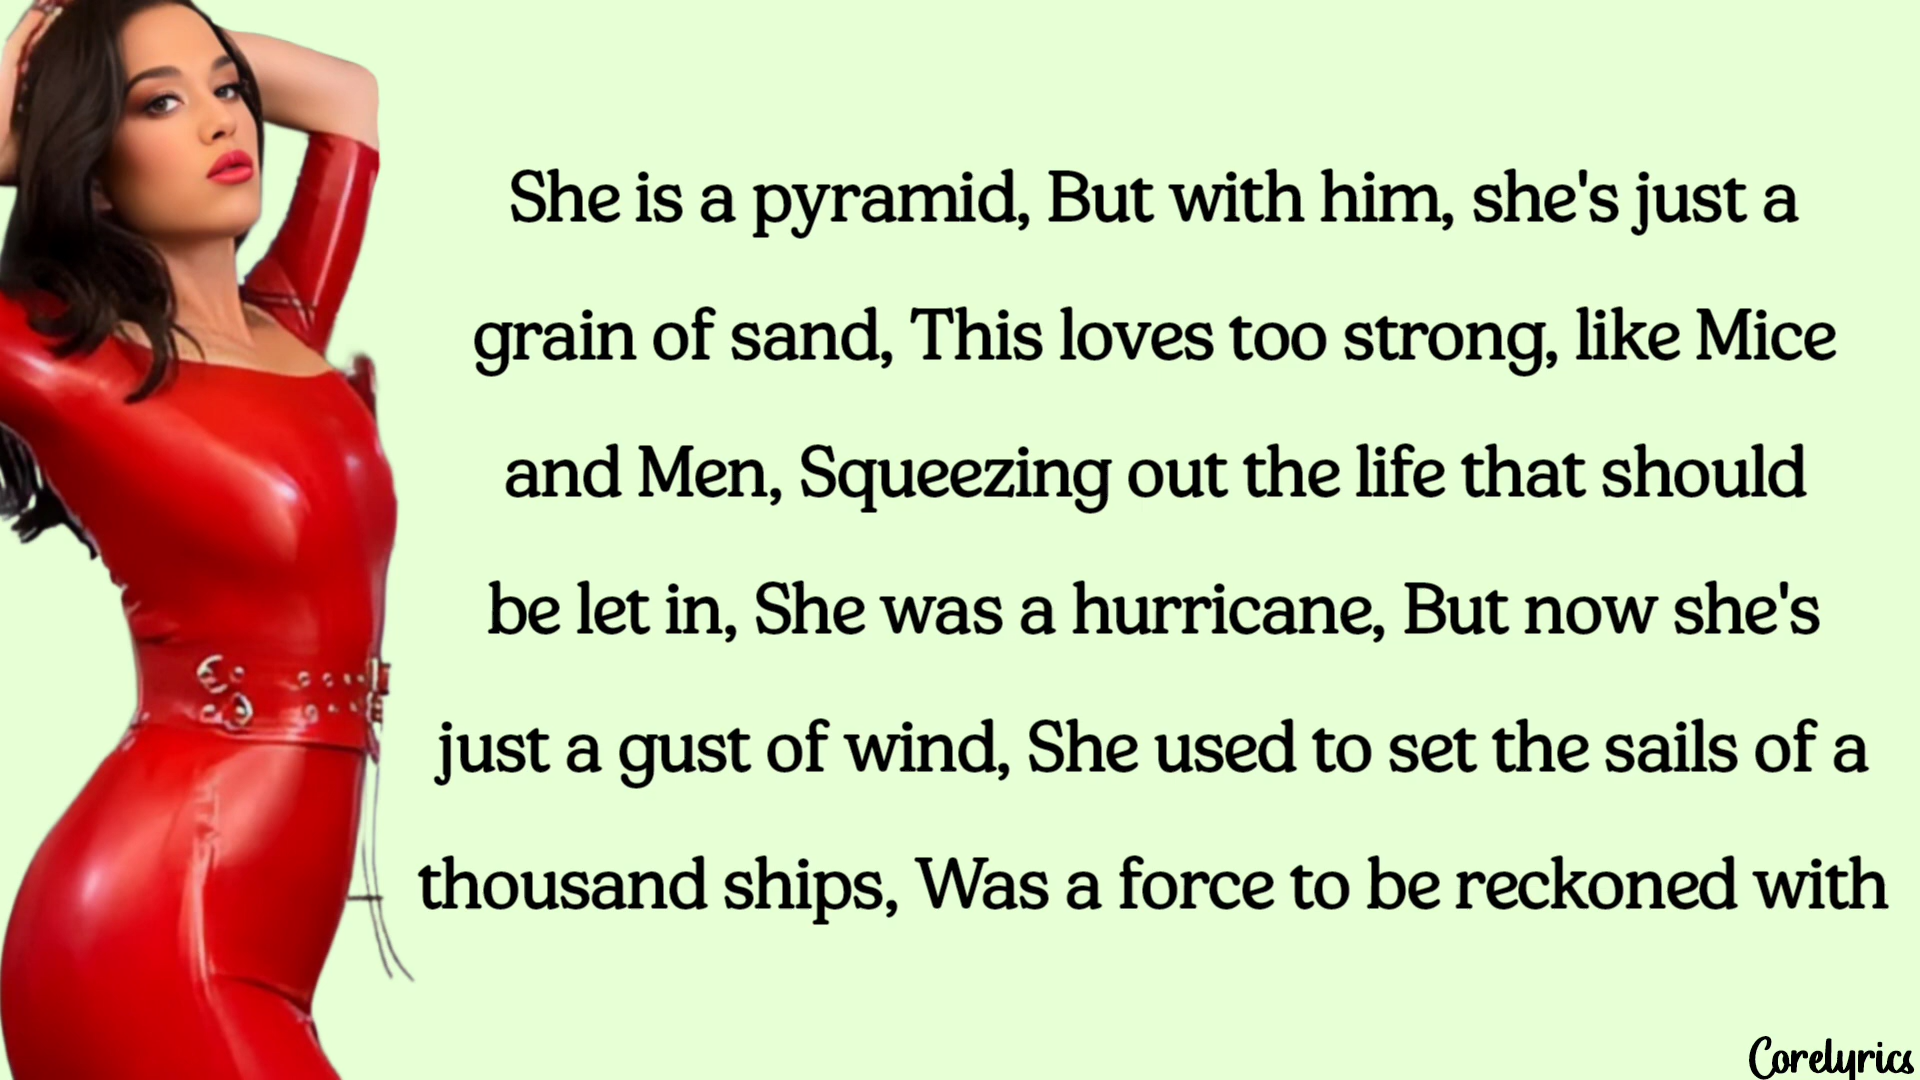 She is a pyramid, But with him, she's just a
grain of sand, This loves too strong, like Mice
and Men, Squeezing out the life that should
be let in, She was a hurricane, But now she's
just a gust of wind, She used to set the sails of a
thousand ships, Was a force to be reckoned with
Corelyrics